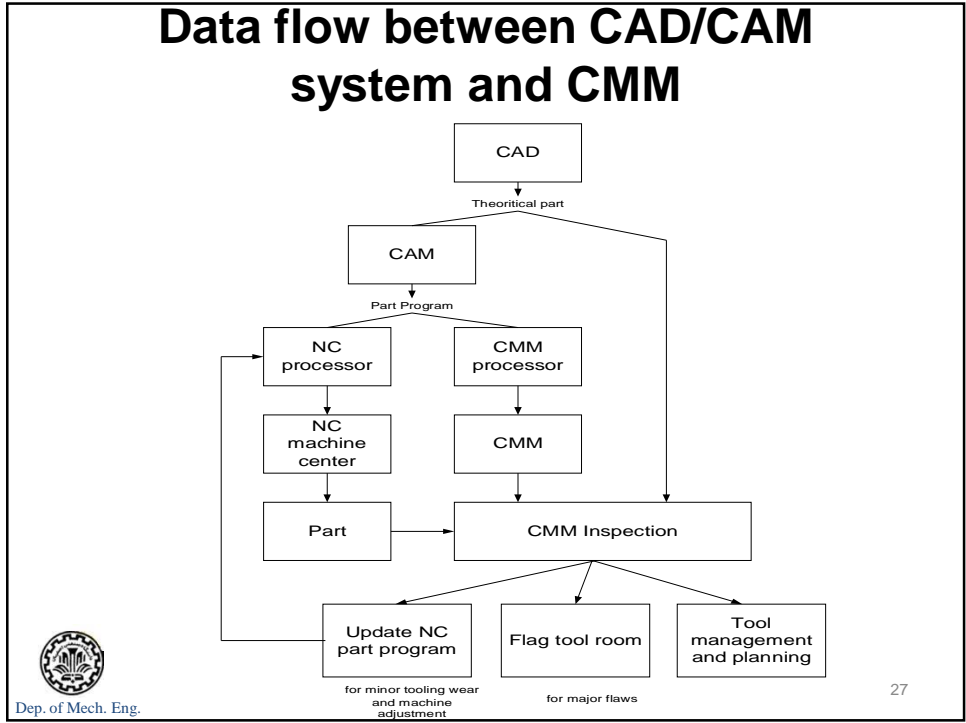 Data flow between CAD/CAM
system and CMM
CAD
Theoritical part
CAM
Part Program
NC
processor
CMM
processor
NC
machine
center
CMM
Part
CMM Inspection
Update NC
part program
Flag tool room
Tool
management
and planning
for minor tooling wear
and machine
adjustment
for major flaws
27
Dep. of Mech. Eng.